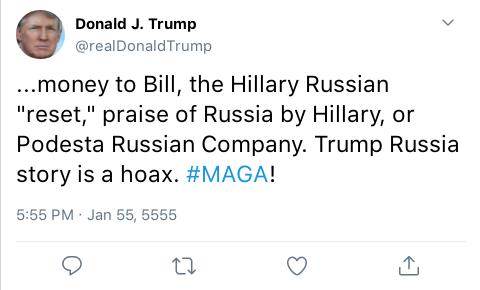 Donald J. Trump
@realDonaldTrump
...money to Bill, the Hillary Russian
"reset," praise of Russia by Hillary, or
Podesta Russian Company. Trump Russia
story is a hoax. #MAGA!
5:55 PM · Jan 55, 5555